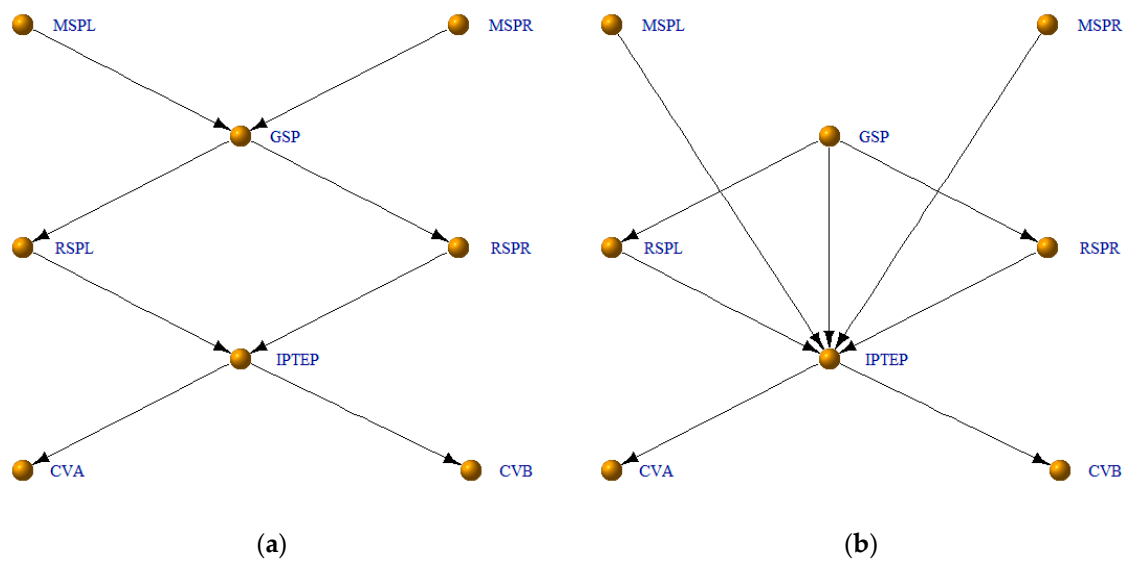 MSPL MSPR
GSP
RSPL RSPR
IPTEP
CVA CVB
(a)
MSPL MSPR
GSP
RSPL RSPR
IPTEP
CVA CVB
(b)